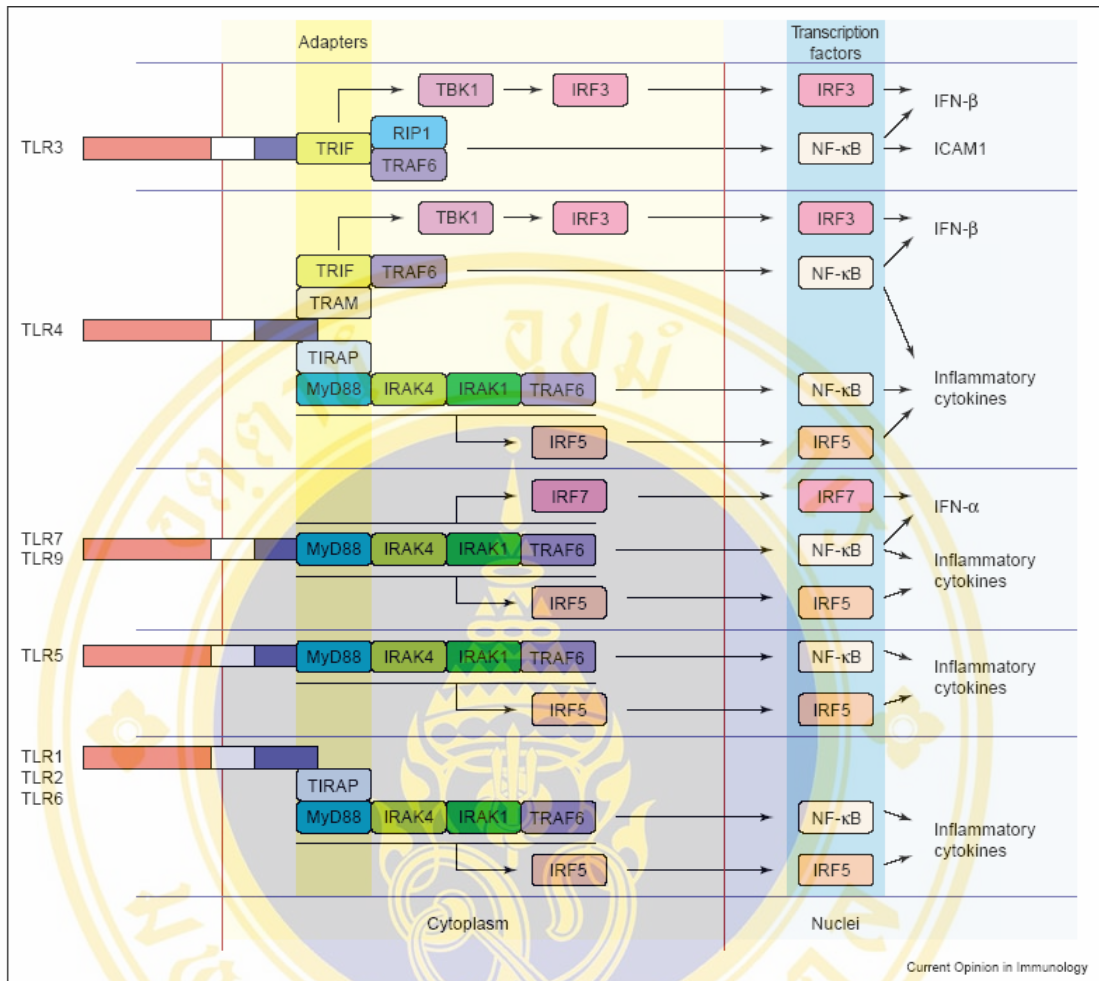 Adapters
Transcription
factors
TLR3
TRIF
RIP1
TRAF6
TBK1
IRF3
IRF3
NF-κB
IFN-β
ICAM1
TLR4
TBK1
IRF3
IRF3
IFN-β
TRIF
TRAF6
NF-κB
TRAM
TIRAP
MyD88
IRAK4
IRAK1
TRAF6
NF-κB
Inflammatory
cytokines
IRF5
IRF5
TLR7
TLR9
IRF7
IRF7
IFN-α
MyD88
IRAK4
IRAK1
TRAF6
NF-κB
Inflammatory
cytokines
IRF5
IRF5
TLR5
MyD88
IRAK4
IRAK1
TRAF6
NF-κB
Inflammatory
cytokines
IRF5
IRF5
TLR1
TLR2
TLR6
TIRAP
MyD88
IRAK4
IRAK1
TRAF6
NF-κB
Inflammatory
cytokines
IRF5
IRF5
Cytoplasm
Nuclei
Current Opinion in Immunology